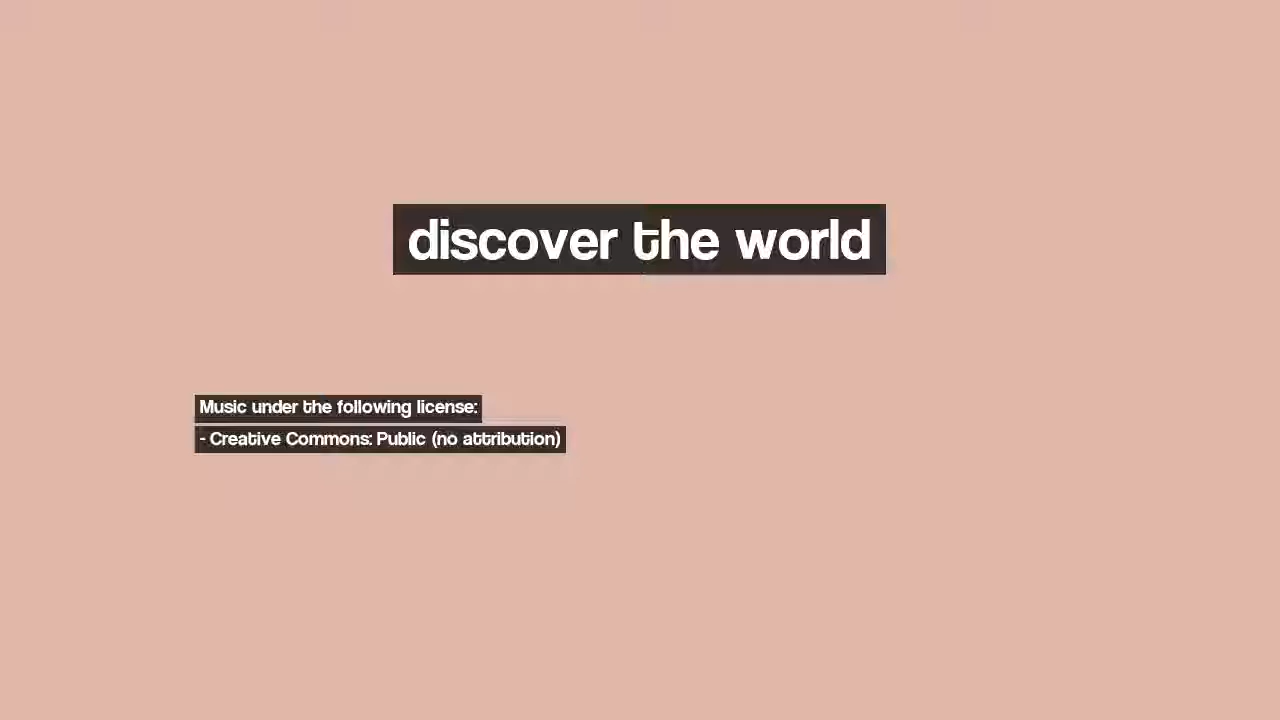 discover the world
Music under the following license:
- Creative Commons: Public (no attribution)